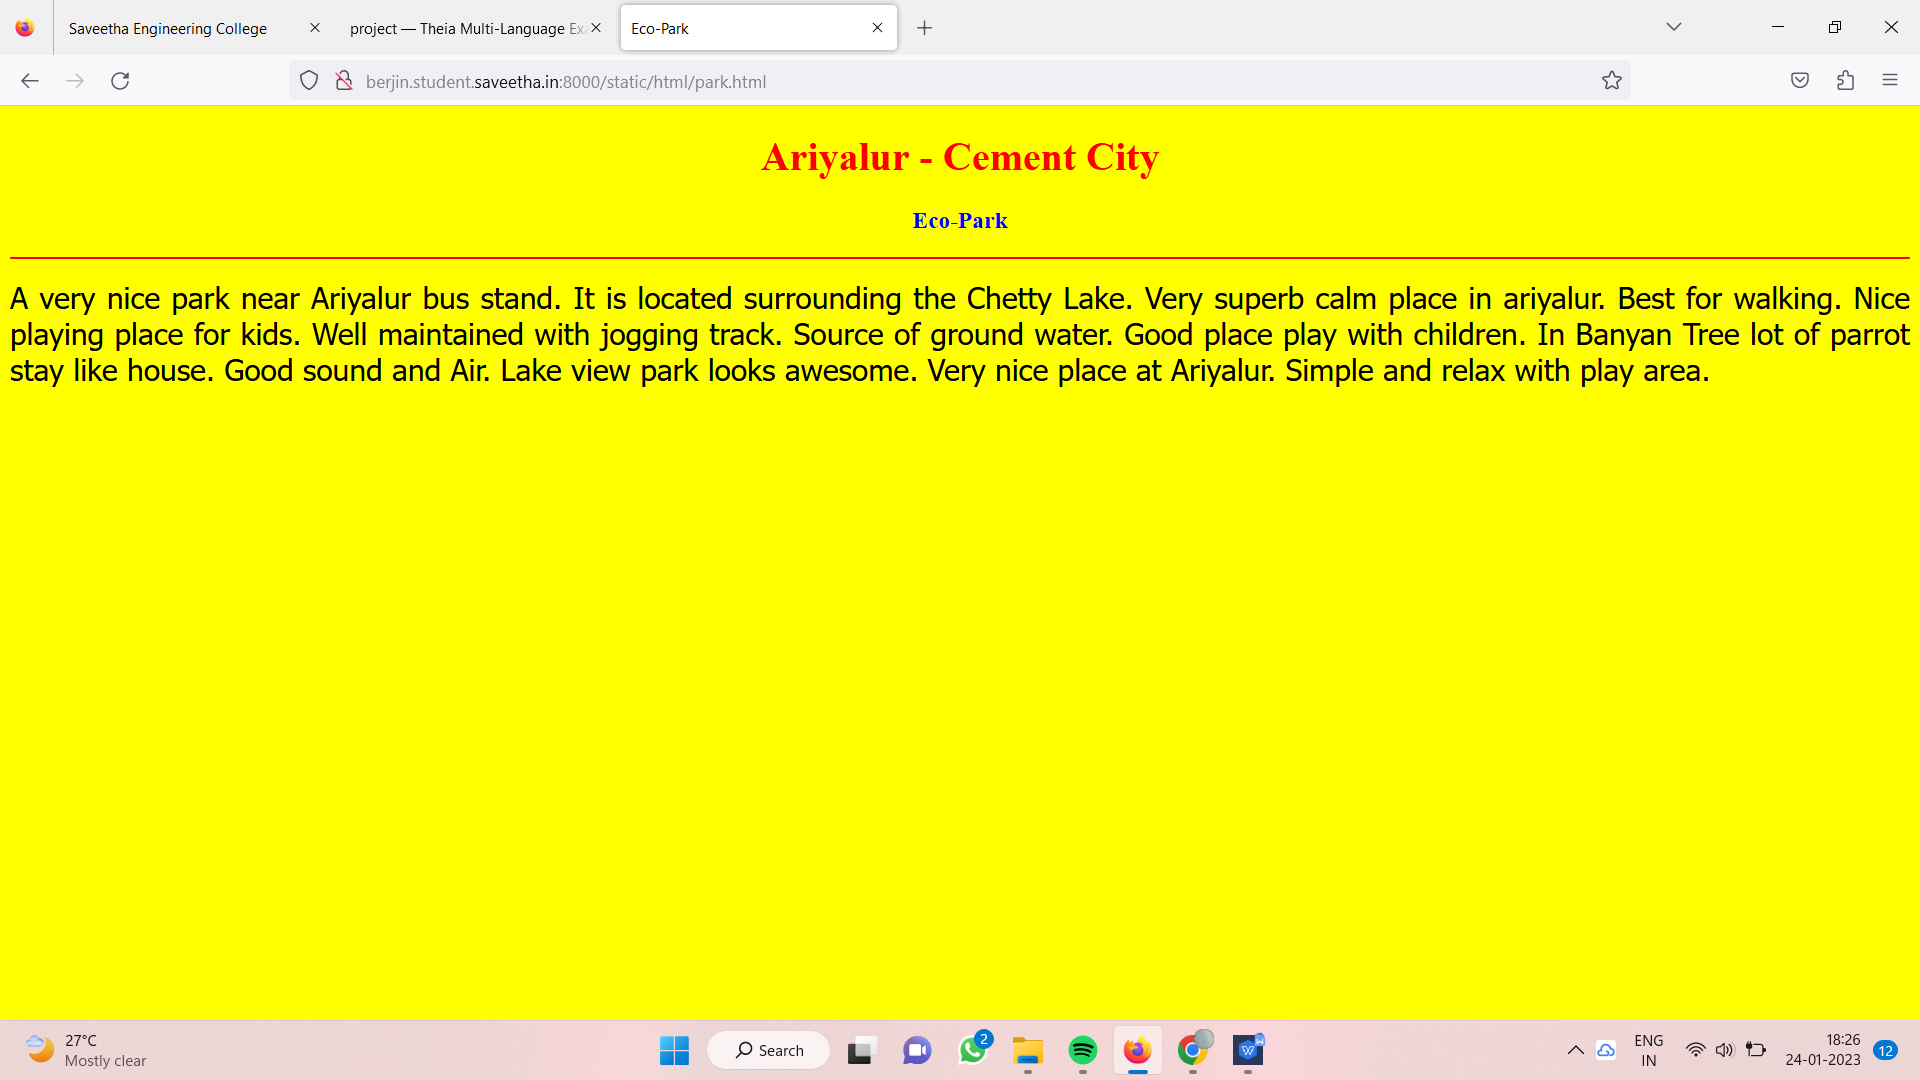 Saveetha Engineering College
project — Theia Multi-Language Exa
Eco-Park
berjin.student.saveetha.in:8000/static/html/park.html
Ariyalur - Cement City
Eco-Park
A very nice park near Ariyalur bus stand. It is located surrounding the Chetty Lake. Very superb calm place in ariyalur. Best for walking. Nice
playing place for kids. Well maintained with jogging track. Source of ground water. Good place play with children. In Banyan Tree lot of parrot
stay like house. Good sound and Air. Lake view park looks awesome. Very nice place at Ariyalur. Simple and relax with play area.
27°C
Mostly clear
Search
2
ENG
IN
18:26
24-01-2023
12